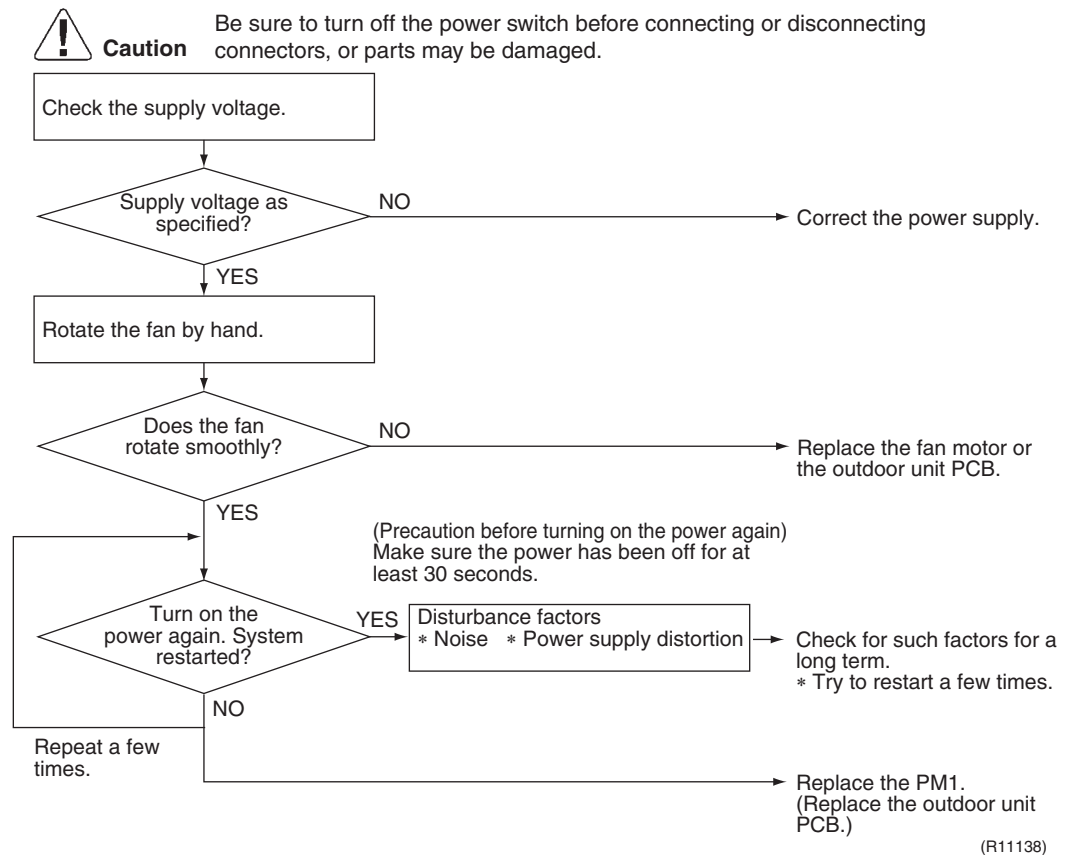 Be sure to turn off the power switch before connecting or disconnecting
Caution connectors, or parts may be damaged.
Check the supply voltage.
Supply voltage as
specified?
NO
Correct the power supply.
YES
Rotate the fan by hand.
Does the fan
rotate smoothly?
NO
Replace the fan motor or
the outdoor unit PCB.
YES
(Precaution before turning on the power again)
Make sure the power has been off for at
least 30 seconds.
Turn on the
power again. System
restarted?
YES
Disturbance factors
* Noise * Power supply distortion
Check for such factors for a
long term.
* Try to restart a few times.
NO
Repeat a few
times.
Replace the PM1.
(Replace the outdoor unit
PCB.)
(R11138)